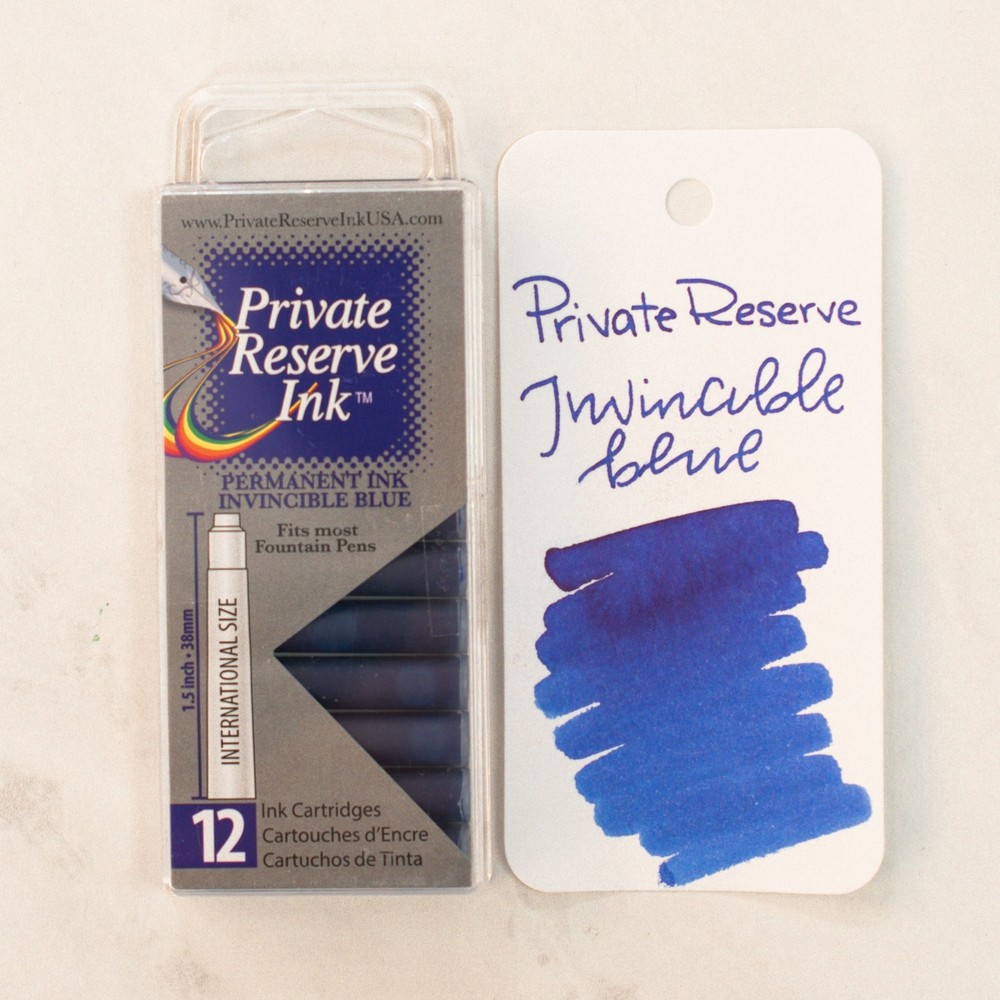 www.PrivateReserveInkUSA.com
Private
Reserve
Ink™
PERMANENT INK
INVINCIBLE BLUE
Fits most
Fountain Pens
1.5 inch • 38mm
INTERNATIONAL SIZE
12
Ink Cartridges
Cartouches d'Encre
Cartuchos de Tinta
Private Reserve
Invincible
blue